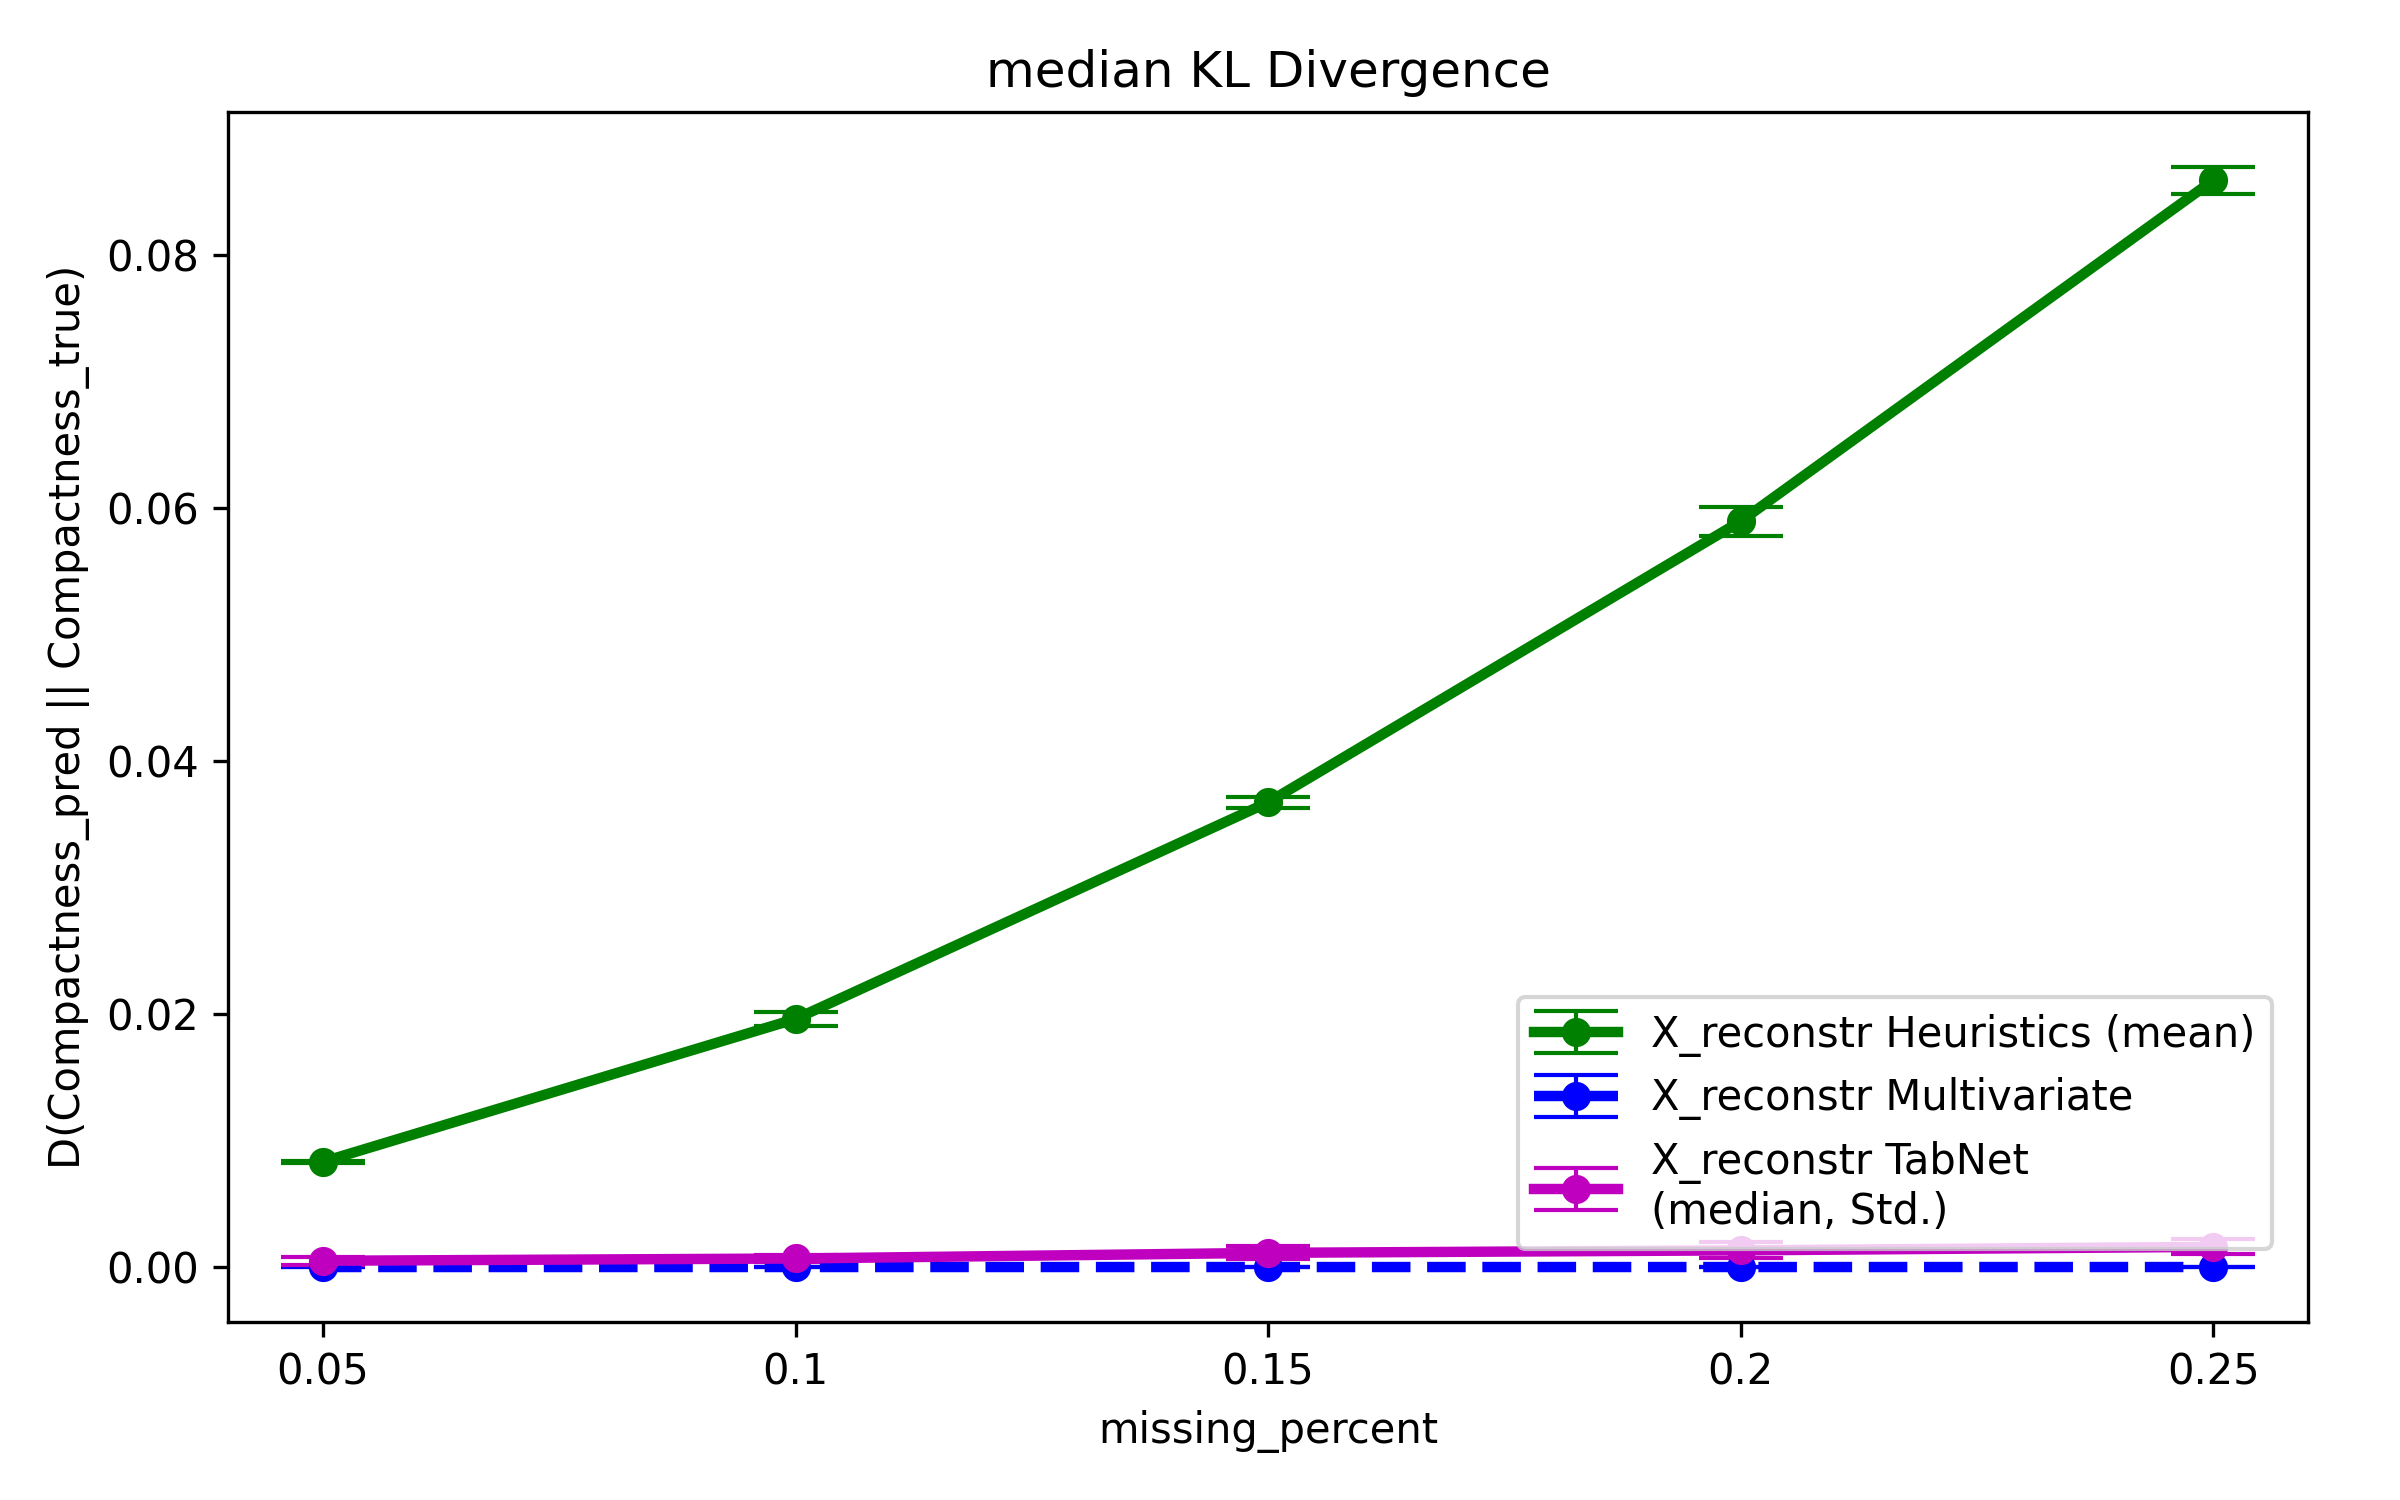 median KL Divergence
D(Compactness_pred || Compactness_true)
0.08
0.06
0.04
0.02
0.00
X_reconstr Heuristics (mean)
X_reconstr Multivariate
X_reconstr TabNet
(median, Std.)
0.05 0.1 0.15 0.2 0.25
missing_percent